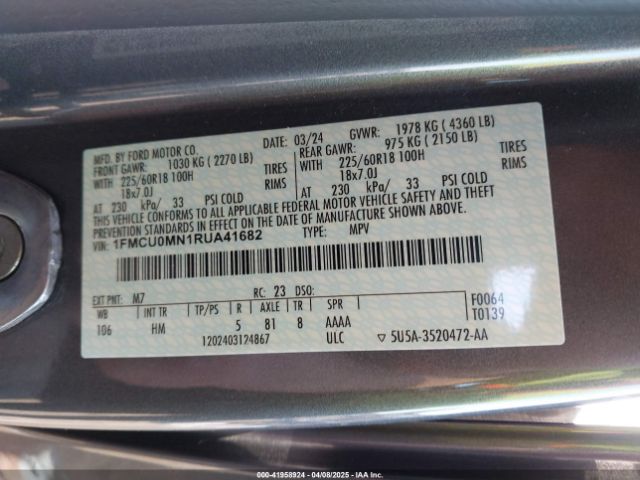 MFD. BY FORD MOTOR CO. DATE: 03/24 GVWR: 1978 KG ( 4360 LB)
FRONT GAWR: 1030 KG ( 2270 LB) REAR GAWR: 975 KG ( 2150 LB)
WITH 225/60R18 100H TIRES WITH 225/60R18 100H TIRES
18x7.0J RIMS 18x7.0J RIMS
AT 230 kPa/ 33 PSI COLD AT 230 kPa/ 33 PSI COLD
THIS VEHICLE CONFORMS TO ALL APPLICABLE FEDERAL MOTOR VEHICLE SAFETY AND THEFT
PREVENTION STANDARDS IN EFFECT ON THE DATE OF MANUFACTURE SHOWN ABOVE.
VIN: 1FMCU0MN1RUA41682 TYPE: MPV
EXT PNT: M7 RC: 23 DSO: F0064
WB INT TR TP/PS R AXLE TR SPR T0139
106 HM 5 81 8 AAAA
1202403124867 ULC ▽ 5U5A-3520472-AA
000-41958924 | 04/08/2025 | IAAI.com